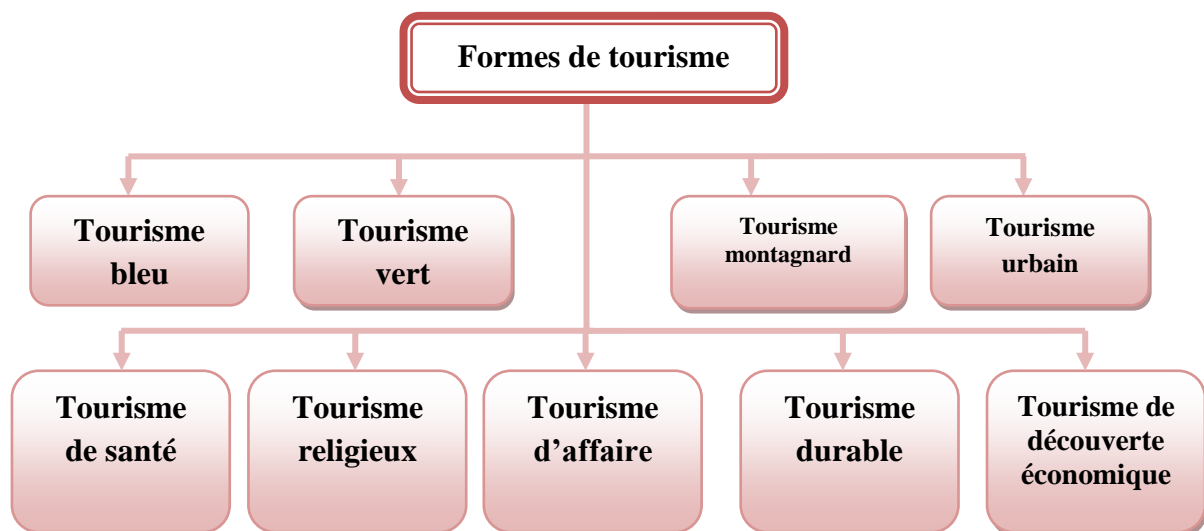 Formes de tourisme
Tourisme
bleu
Tourisme
vert
Tourisme
montagnard
Tourisme
urbain
Tourisme
de santé
Tourisme
religieux
Tourisme
d’affaire
Tourisme
durable
Tourisme de
découverte
économique